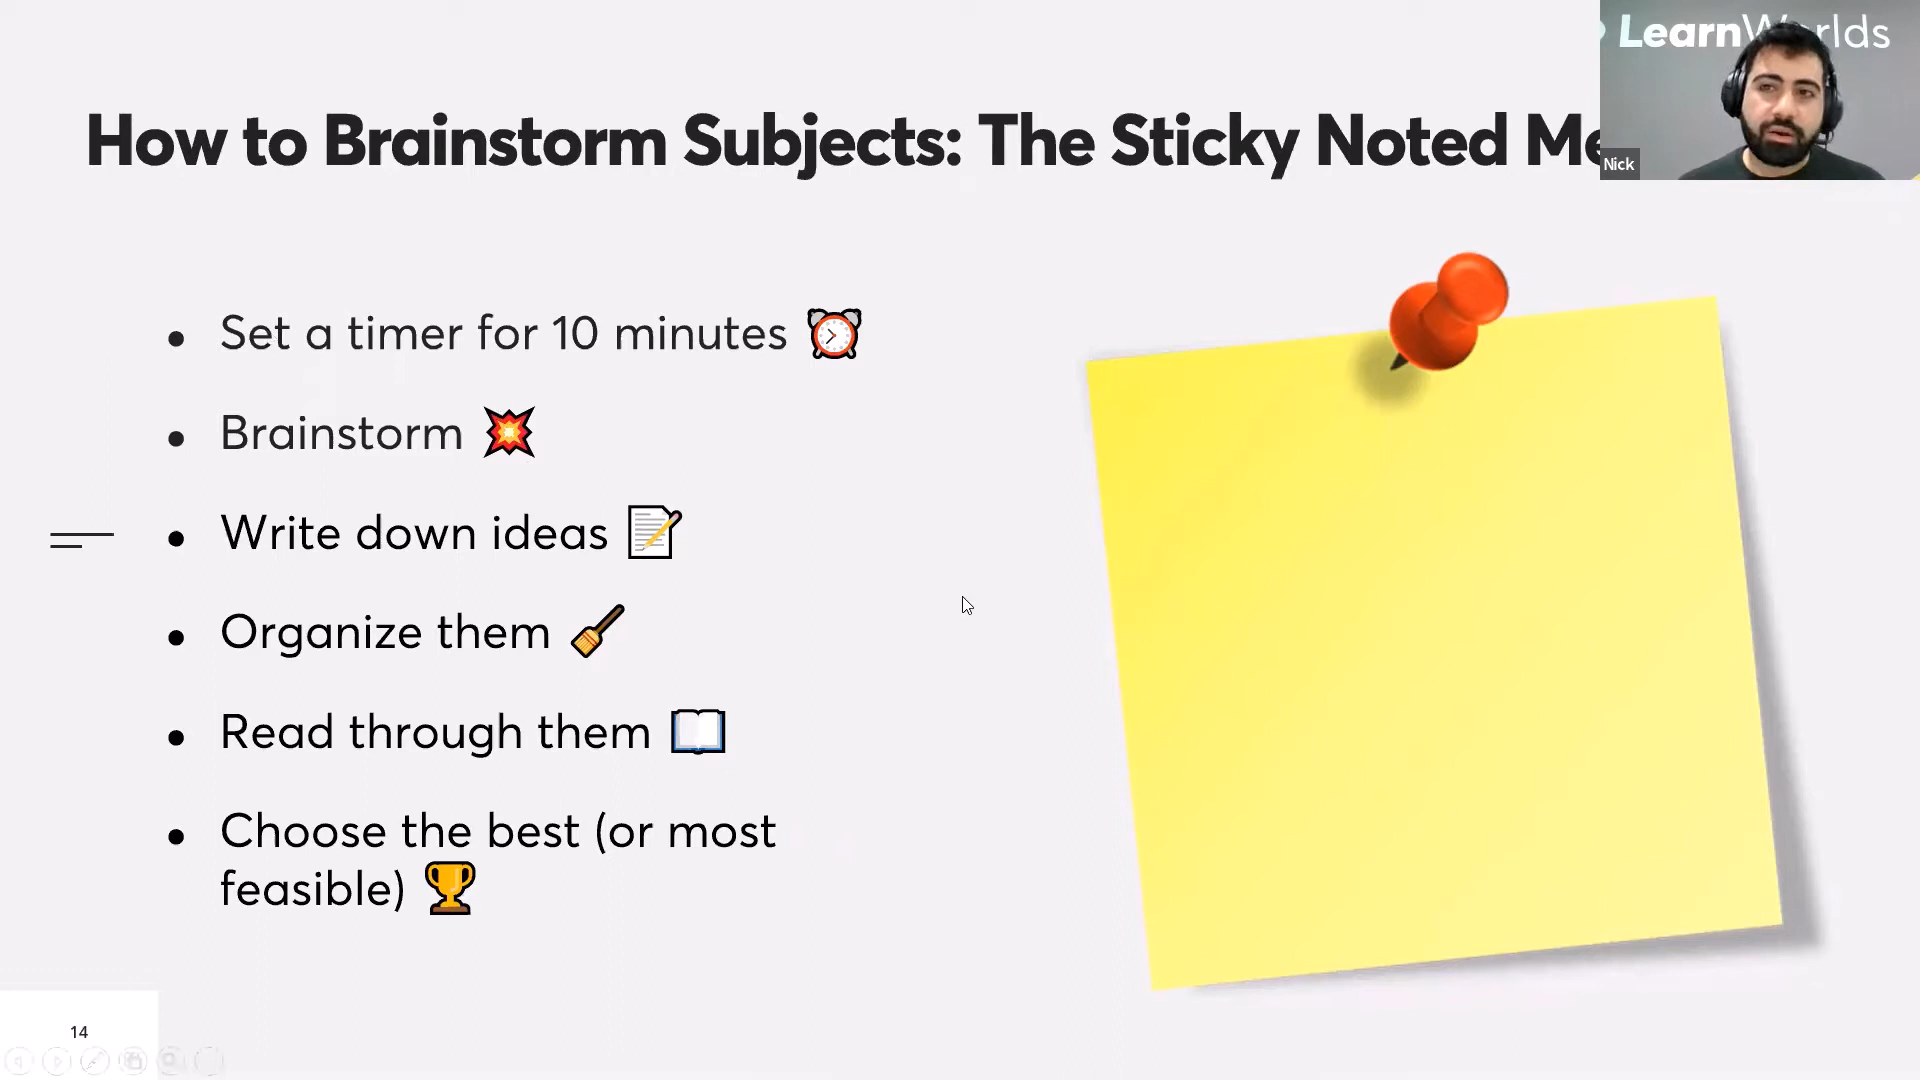 LearnWorlds
How to Brainstorm Subjects: The Sticky Noted Me
Nick
• Set a timer for 10 minutes ⏰
• Brainstorm 💥
• Write down ideas 📝
• Organize them 🧹
• Read through them 📖
• Choose the best (or most
feasible) 🏆
14